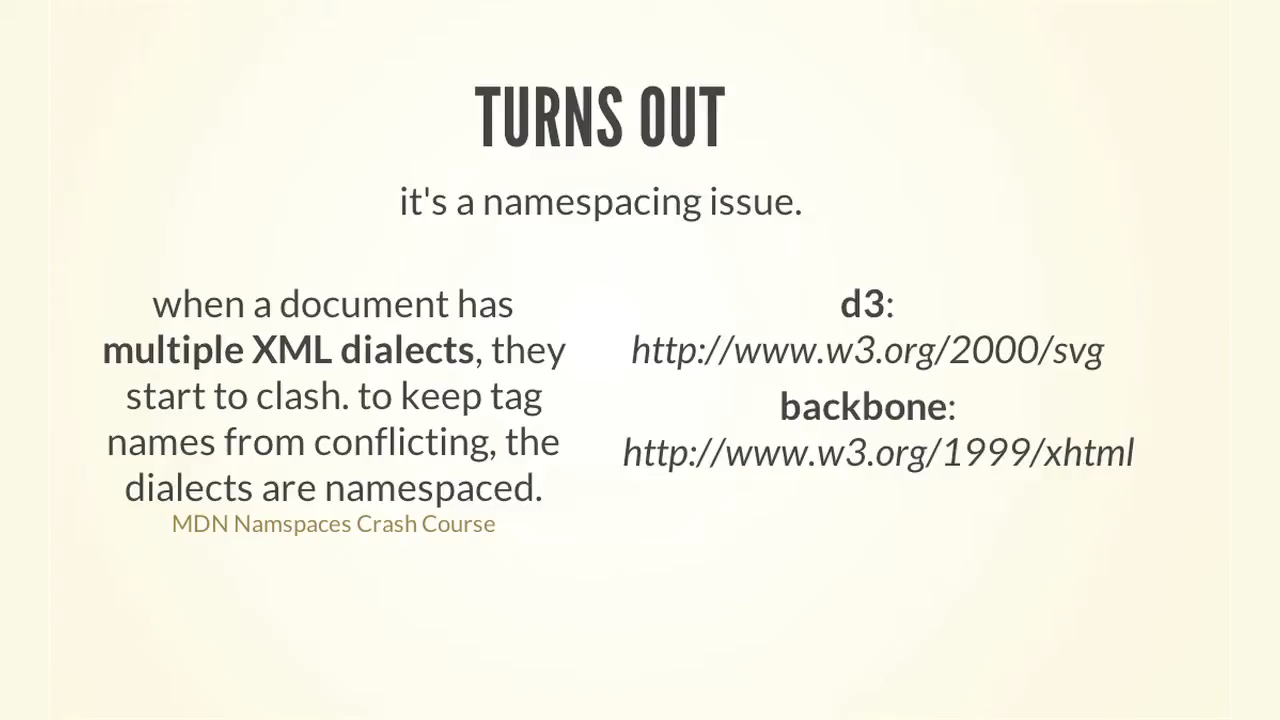 TURNS OUT
it's a namespacing issue.
when a document has
multiple XML dialects, they
start to clash. to keep tag
names from conflicting, the
dialects are namespaced.
MDN Namspaces Crash Course
d3:
http://www.w3.org/2000/svg
backbone:
http://www.w3.org/1999/xhtml